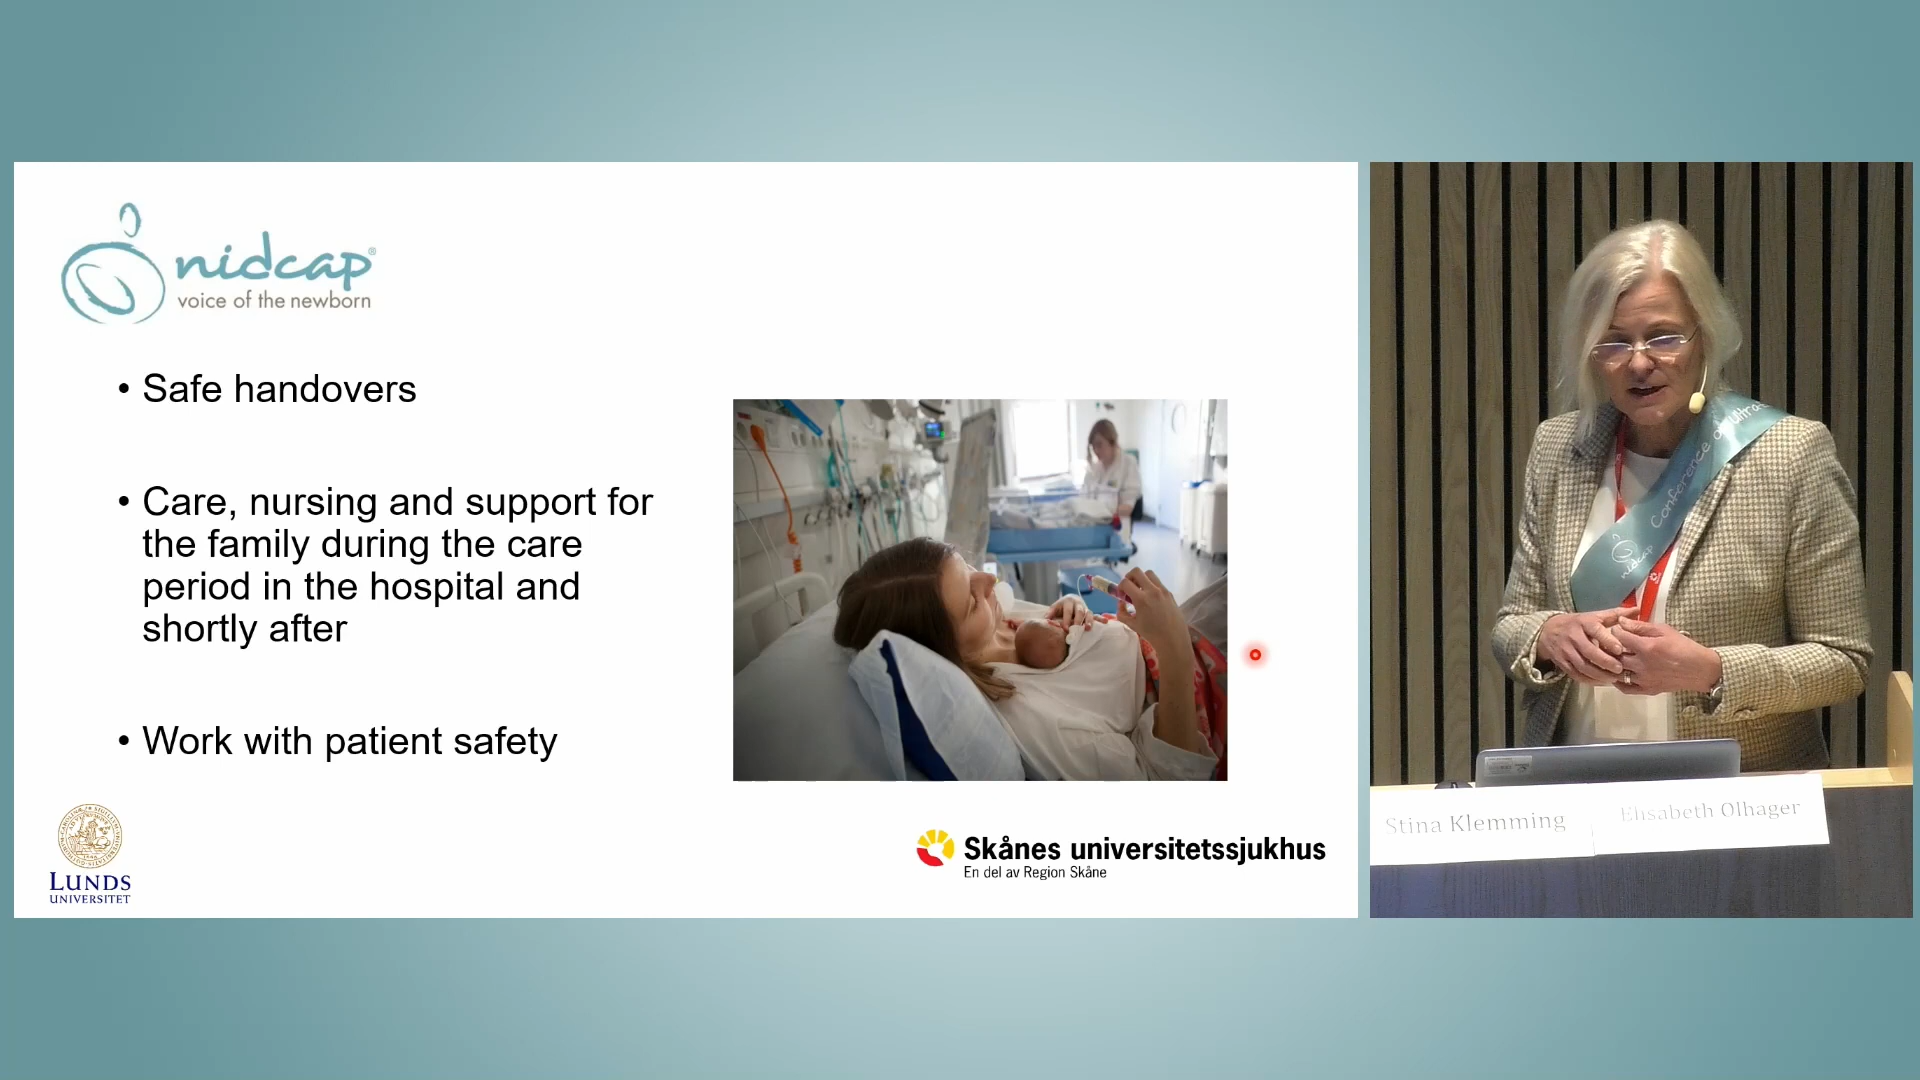 nidcap®
voice of the newborn
• Safe handovers
• Care, nursing and support for
the family during the care
period in the hospital and
shortly after
• Work with patient safety
LUNDS
UNIVERSITET
Skånes universitetssjukhus
En del av Region Skåne
Conference
nidcap
Stina Klemming
Elisabeth Olhager